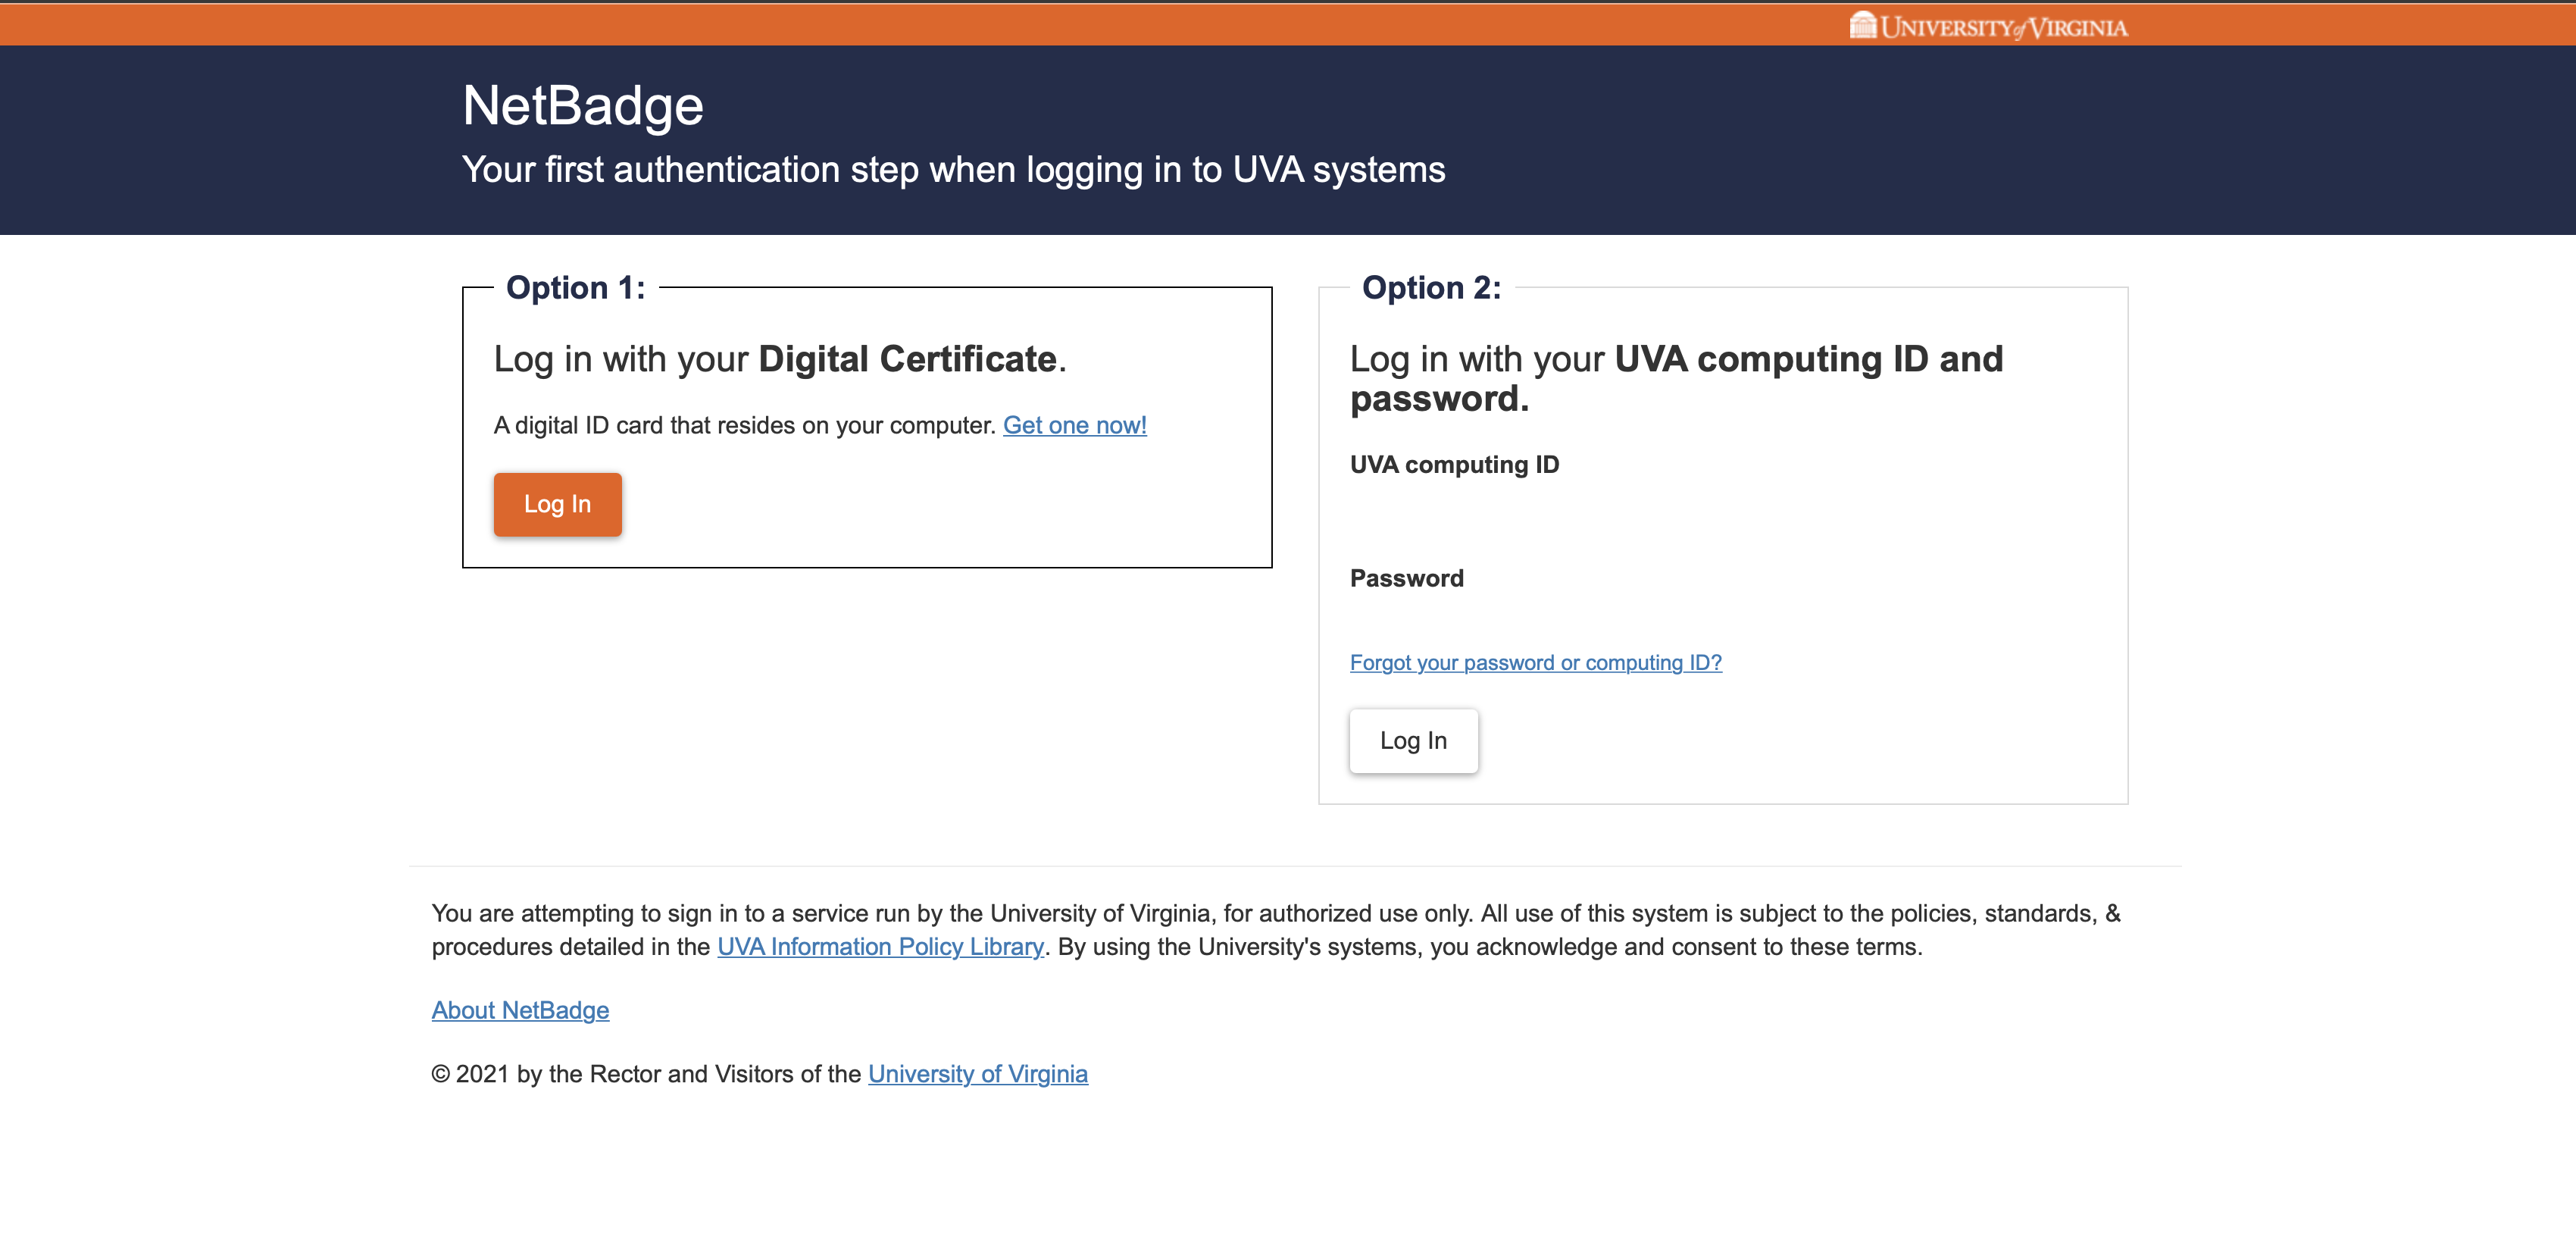 University of Virginia
NetBadge
Your first authentication step when logging in to UVA systems
Option 1:
Log in with your Digital Certificate.
A digital ID card that resides on your computer. Get one now!
Log In
Option 2:
Log in with your UVA computing ID and
password.
UVA computing ID
Password
Forgot your password or computing ID?
Log In
You are attempting to sign in to a service run by the University of Virginia, for authorized use only. All use of this system is subject to the policies, standards, &
procedures detailed in the UVA Information Policy Library. By using the University's systems, you acknowledge and consent to these terms.
About NetBadge
© 2021 by the Rector and Visitors of the University of Virginia